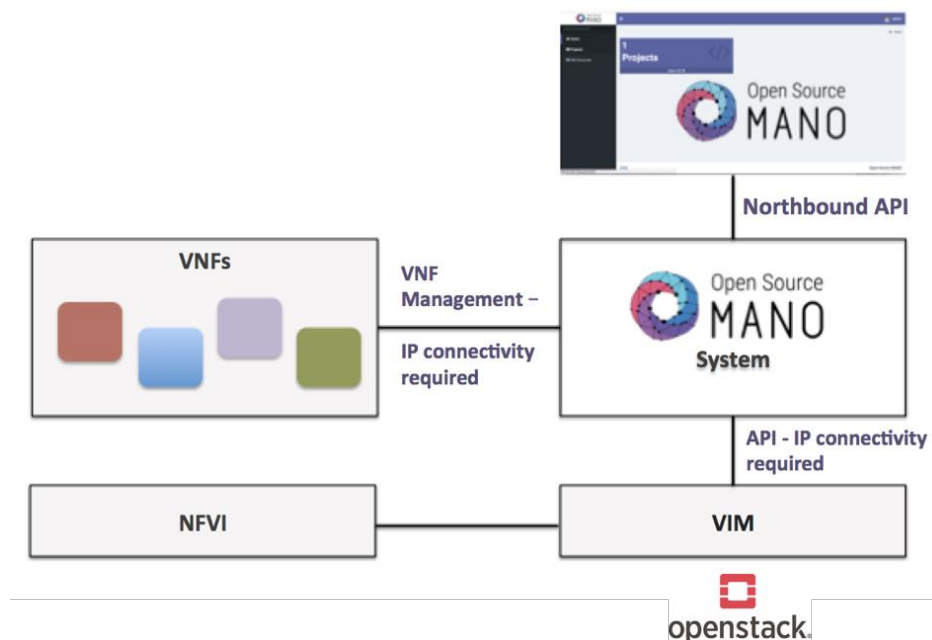 1
Projects
Open Source
MANO
Northbound API
VNFs
VNF
Management –
IP connectivity
required
Open Source
MANO
System
API - IP connectivity
required
NFVI
VIM
openstack.